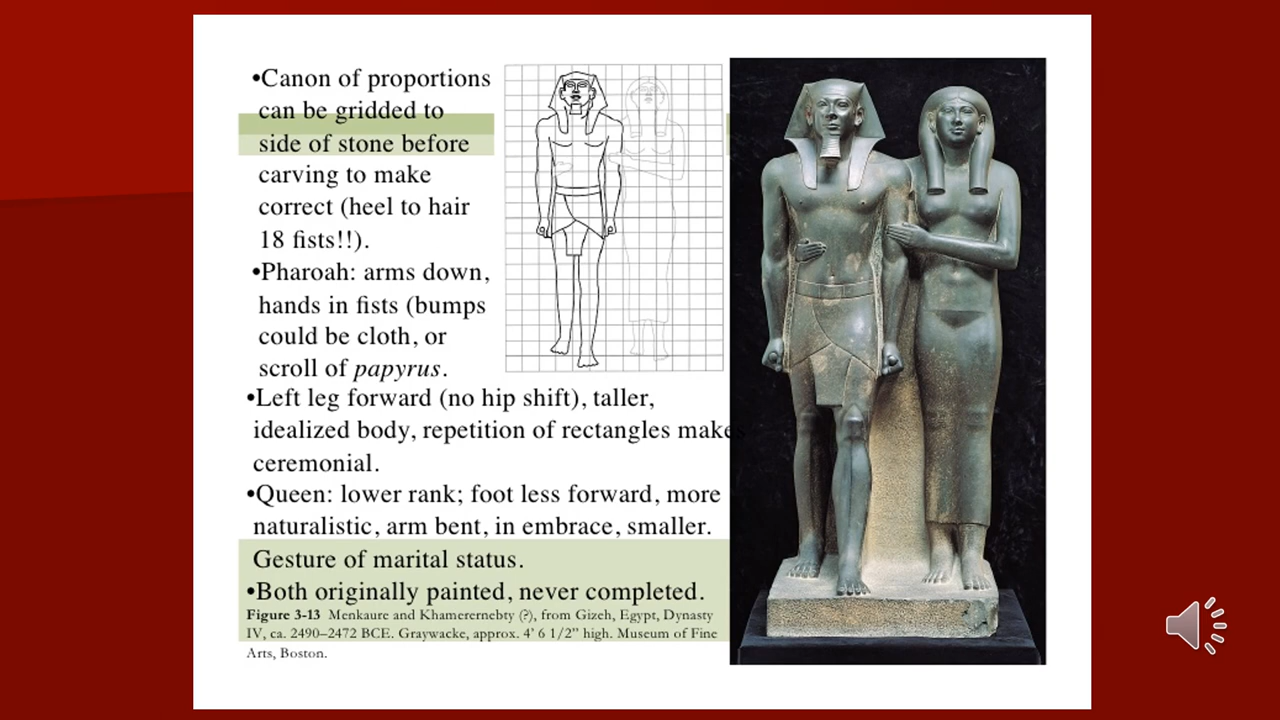 •Canon of proportions
can be gridded to
side of stone before
carving to make
correct (heel to hair
18 fists!!).
•Pharoah: arms down,
hands in fists (bumps
could be cloth, or
scroll of papyrus.
•Left leg forward (no hip shift), taller,
idealized body, repetition of rectangles makes
ceremonial.
•Queen: lower rank; foot less forward, more
naturalistic, arm bent, in embrace, smaller.
Gesture of marital status.
•Both originally painted, never completed.
Figure 3-13 Menkaure and Khamerernebty (?), from Gizeh, Egypt, Dynasty
IV, ca. 2490–2472 BCE. Graywacke, approx. 4' 6 1/2” high. Museum of Fine
Arts, Boston.